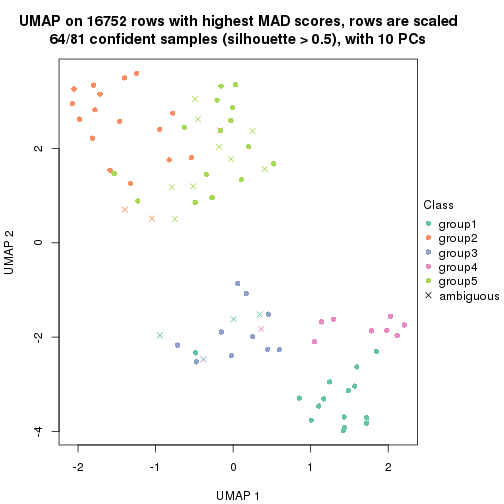 UMAP on 16752 rows with highest MAD scores, rows are scaled
64/81 confident samples (silhouette > 0.5), with 10 PCs
UMAP 2
2
0
-2
-4
-2
-1
0
1
2
UMAP 1
Class
group1
group2
group3
group4
group5
ambiguous